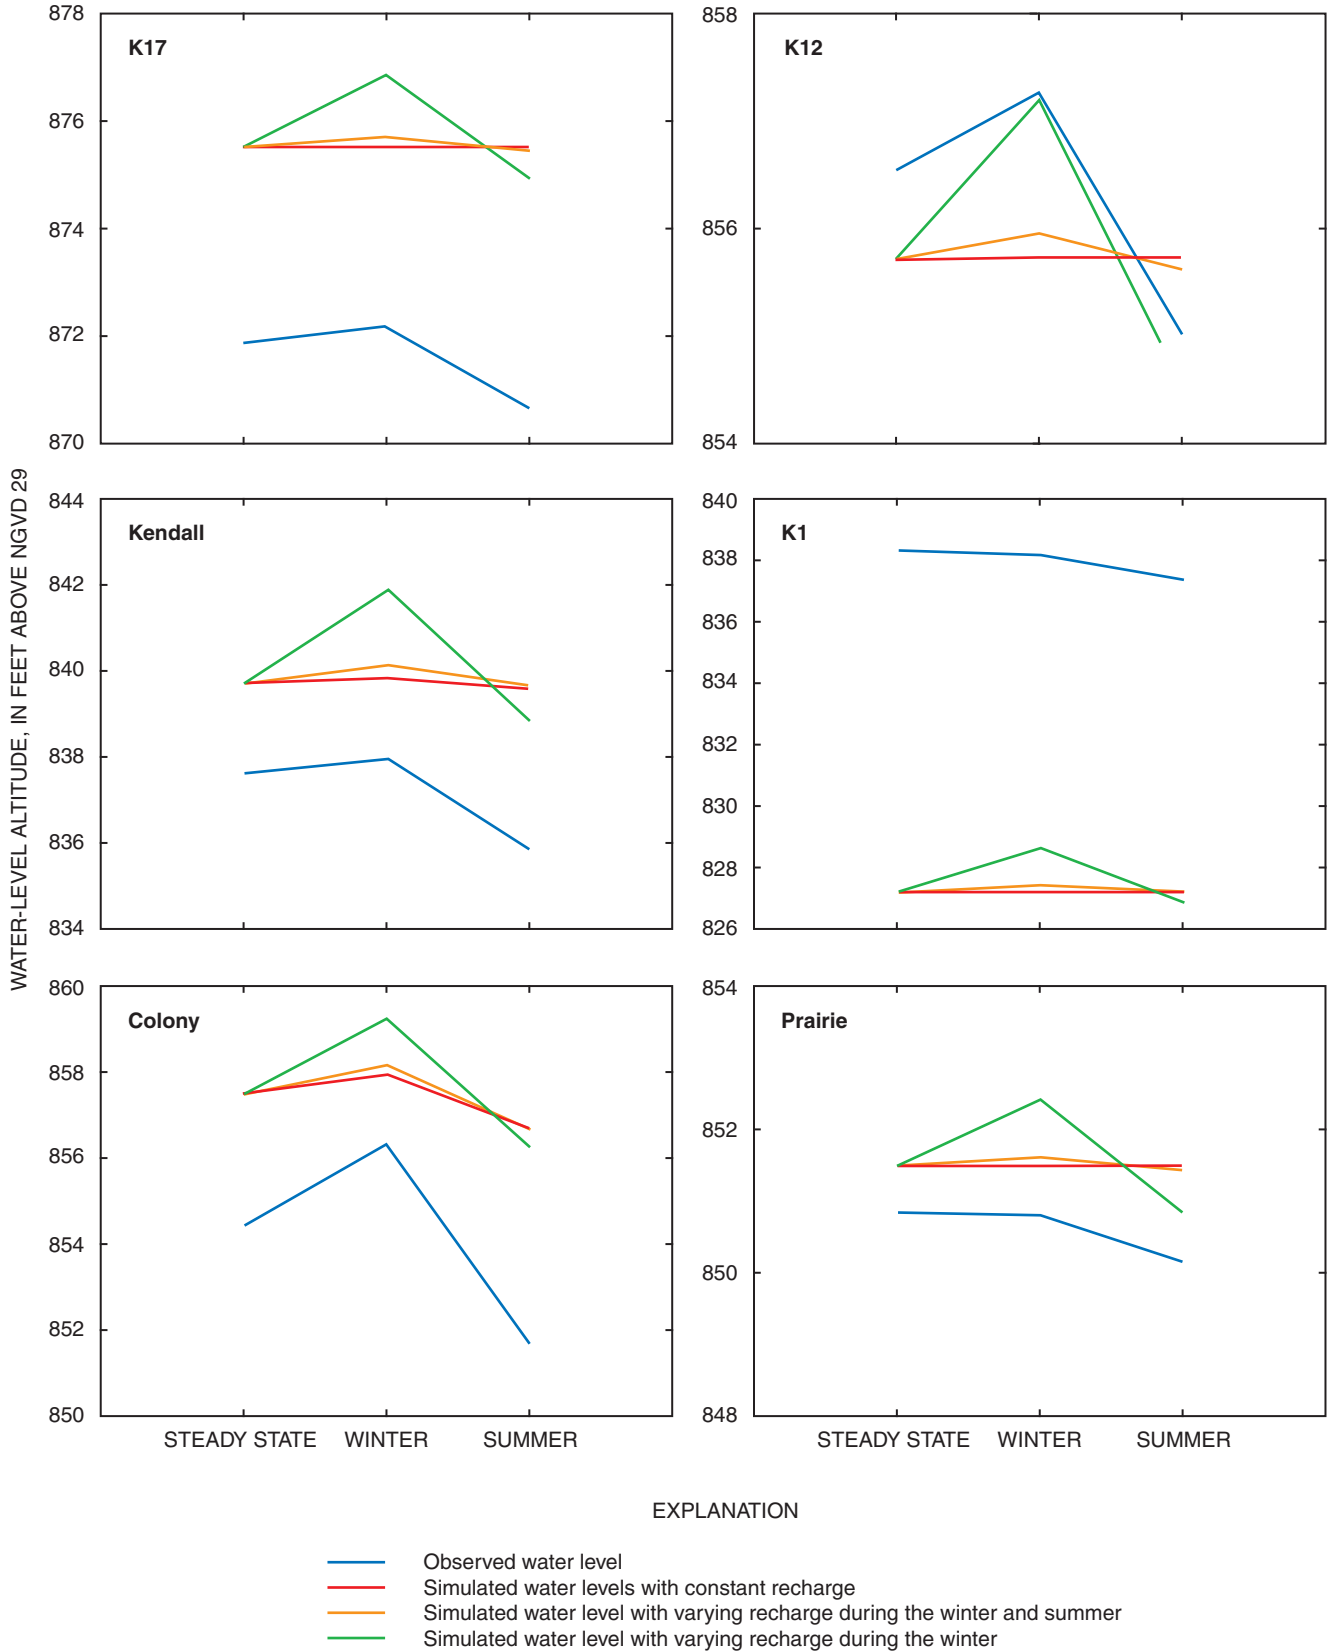 WATER-LEVEL ALTITUDE, IN FEET ABOVE NGVD 29
K17
878
876
874
872
870
K12
858
856
854
Kendall
844
842
840
838
836
834
K1
840
838
836
834
832
830
828
826
Colony
860
858
856
854
852
850
Prairie
854
852
850
848
STEADY STATE WINTER SUMMER
STEADY STATE WINTER SUMMER
EXPLANATION
Observed water level
Simulated water levels with constant recharge
Simulated water level with varying recharge during the winter and summer
Simulated water level with varying recharge during the winter